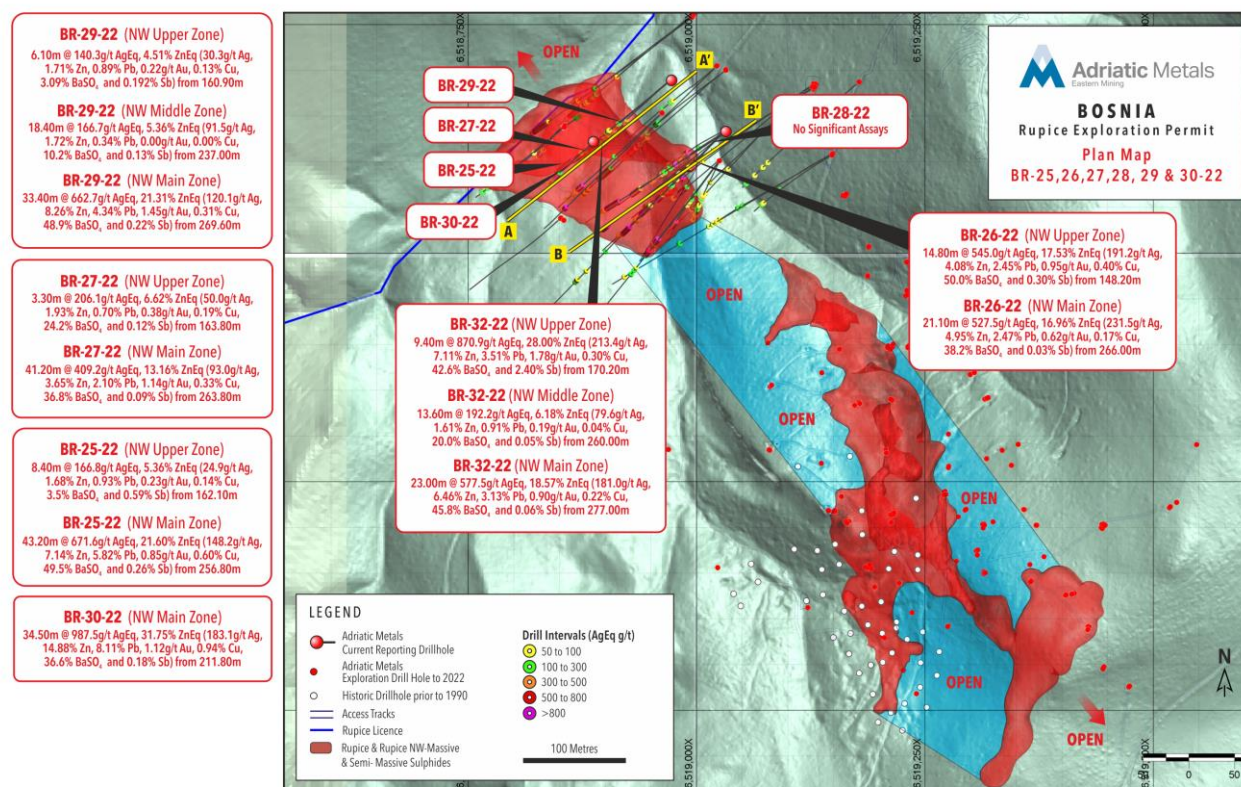 BR-29-22 (NW Upper Zone)
6.10m @ 140.3g/t AgEq, 4.51% ZnEq (30.3g/t Ag,
1.71% Zn, 0.89% Pb, 0.22g/t Au, 0.13% Cu,
3.09% BaSO₄ and 0.192% Sb) from 160.90m
BR-29-22 (NW Middle Zone)
18.40m @ 166.7g/t AgEq, 5.36% ZnEq (91.5g/t Ag,
1.72% Zn, 0.34% Pb, 0.00g/t Au, 0.00% Cu,
10.2% BaSO₄ and 0.13% Sb) from 237.00m
BR-29-22 (NW Main Zone)
33.40m @ 662.7g/t AgEq, 21.31% ZnEq (120.1g/t Ag,
8.26% Zn, 4.34% Pb, 1.45g/t Au, 0.31% Cu,
48.9% BaSO₄ and 0.22% Sb) from 269.60m
BR-27-22 (NW Upper Zone)
3.30m @ 206.1g/t AgEq, 6.62% ZnEq (50.0g/t Ag,
1.93% Zn, 0.70% Pb, 0.38g/t Au, 0.19% Cu,
24.2% BaSO₄ and 0.12% Sb) from 163.80m
BR-27-22 (NW Main Zone)
41.20m @ 409.2g/t AgEq, 13.16% ZnEq (93.0g/t Ag,
3.65% Zn, 2.10% Pb, 1.14g/t Au, 0.33% Cu,
36.8% BaSO₄ and 0.09% Sb) from 263.80m
BR-25-22 (NW Upper Zone)
8.40m @ 166.8g/t AgEq, 5.36% ZnEq (24.9g/t Ag,
1.68% Zn, 0.93% Pb, 0.23g/t Au, 0.14% Cu,
3.5% BaSO₄ and 0.59% Sb) from 162.10m
BR-25-22 (NW Main Zone)
43.20m @ 671.6g/t AgEq, 21.60% ZnEq (148.2g/t Ag,
7.14% Zn, 5.82% Pb, 0.85g/t Au, 0.60% Cu,
49.5% BaSO₄ and 0.26% Sb) from 256.80m
BR-30-22 (NW Main Zone)
34.50m @ 987.5g/t AgEq, 31.75% ZnEq (183.1g/t Ag,
14.88% Zn, 8.11% Pb, 1.12g/t Au, 0.94% Cu,
36.6% BaSO₄ and 0.18% Sb) from 211.80m
6,518,750X
6,519,000X
6,519,250X
OPEN
A'
B'
BR-29-22
BR-27-22
BR-25-22
BR-30-22
A
B
BR-28-22
No Significant Assays
Adriatic Metals
Eastern Mining
BOSNIA
Rupice Exploration Permit
Plan Map
BR-25,26,27,28, 29 & 30-22
BR-26-22 (NW Upper Zone)
14.80m @ 545.0g/t AgEq, 17.53% ZnEq (191.2g/t Ag,
4.08% Zn, 2.45% Pb, 0.95g/t Au, 0.40% Cu,
50.0% BaSO₄ and 0.30% Sb) from 148.20m
BR-26-22 (NW Main Zone)
21.10m @ 527.5g/t AgEq, 16.96% ZnEq (231.5g/t Ag,
4.95% Zn, 2.47% Pb, 0.62g/t Au, 0.17% Cu,
38.2% BaSO₄ and 0.03% Sb) from 266.00m
BR-32-22 (NW Upper Zone)
9.40m @ 870.9g/t AgEq, 28.00% ZnEq (213.4g/t Ag,
7.11% Zn, 3.51% Pb, 1.78g/t Au, 0.30% Cu,
42.6% BaSO₄ and 2.40% Sb) from 170.20m
BR-32-22 (NW Middle Zone)
13.60m @ 192.2g/t AgEq, 6.18% ZnEq (79.6g/t Ag,
1.61% Zn, 0.91% Pb, 0.19g/t Au, 0.04% Cu,
20.0% BaSO₄ and 0.05% Sb) from 260.00m
BR-32-22 (NW Main Zone)
23.00m @ 577.5g/t AgEq, 18.57% ZnEq (181.0g/t Ag,
6.46% Zn, 3.13% Pb, 0.90g/t Au, 0.22% Cu,
45.8% BaSO₄ and 0.06% Sb) from 277.00m
OPEN
OPEN
OPEN
OPEN
OPEN
LEGEND
Adriatic Metals
Current Reporting Drillhole
Adriatic Metals
Exploration Drill Hole to 2022
Historic Drillhole prior to 1990
Access Tracks
Rupice Licence
Rupice & Rupice NW-Massive
& Semi- Massive Sulphides
Drill Intervals (AgEq g/t)
50 to 100
100 to 300
300 to 500
500 to 800
>800
100 Metres
6,519,000X
6,519,250X
N
50 0 50